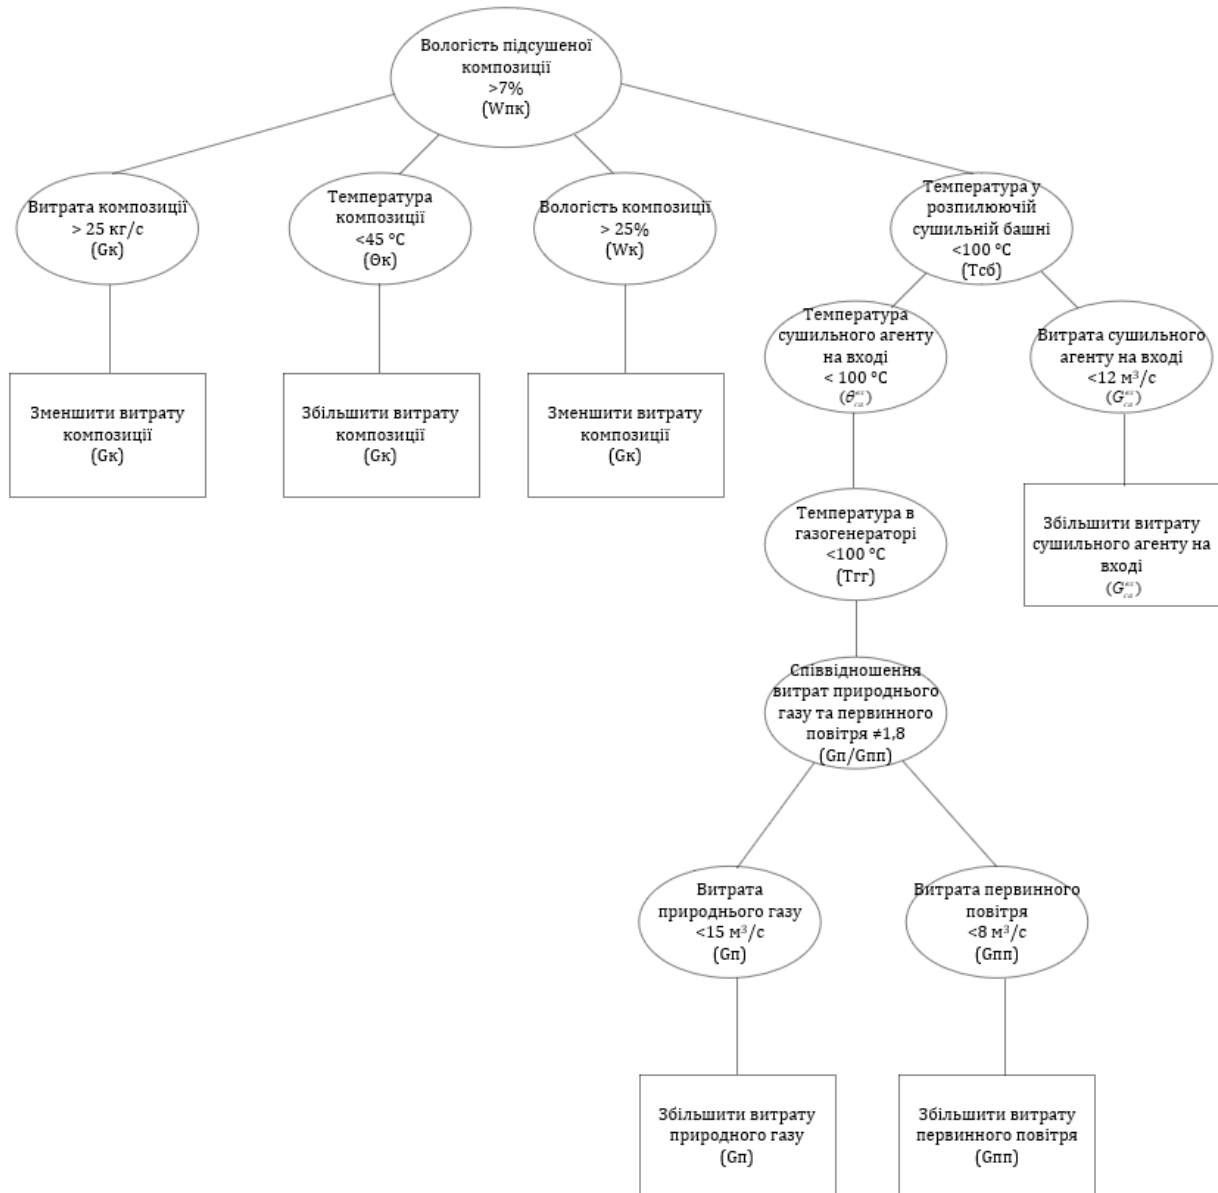 Вологість підсушеної
композиції
>7%
(Wпк)
Витрата композиції
> 25 кг/с
(Gк)
Температура
композиції
<45 °C
(Θк)
Вологість композиції
> 25%
(Wк)
Температура у
розпилюючій
сушильній башні
<100 °C
(Тсб)
Температура
сушильного агенту
на вході
< 100 °C
Витрата сушильного
агенту на вході
<12 м³/с
Зменшити витрату
композиції
(Gк)
Збільшити витрату
композиції
(Gк)
Зменшити витрату
композиції
(Gк)
Температура в
газогенераторі
<100 °C
(Тгг)
Збільшити витрату
сушильного агенту на
вході
Співвідношення
витрат природнього
газу та первинного
повітря ≠1,8
(Gп/Gпп)
Витрата
природнього газу
<15 м³/с
(Gп)
Витрата первинного
повітря
<8 м³/с
(Gпп)
Збільшити витрату
природного газу
(Gп)
Збільшити витрату
первинного повітря
(Gпп)